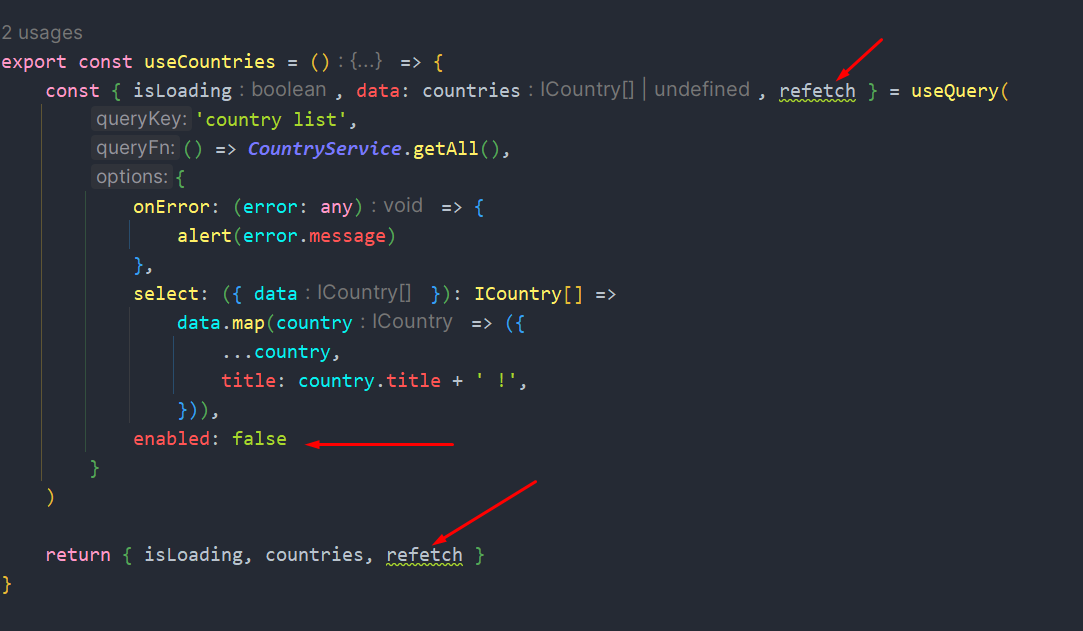 2 usages
export const useCountries = () : {...} => {
const { isLoading : boolean , data: countries : ICountry[] | undefined , refetch } = useQuery(
queryKey: 'country list',
queryFn: () => CountryService.getAll(),
options: {
onError: (error: any) : void => {
alert(error.message)
},
select: ({ data : ICountry[] }): ICountry[] =>
data.map(country : ICountry => ({
...country,
title: country.title + ' !',
})),
enabled: false
}
)
return { isLoading, countries, refetch }
}